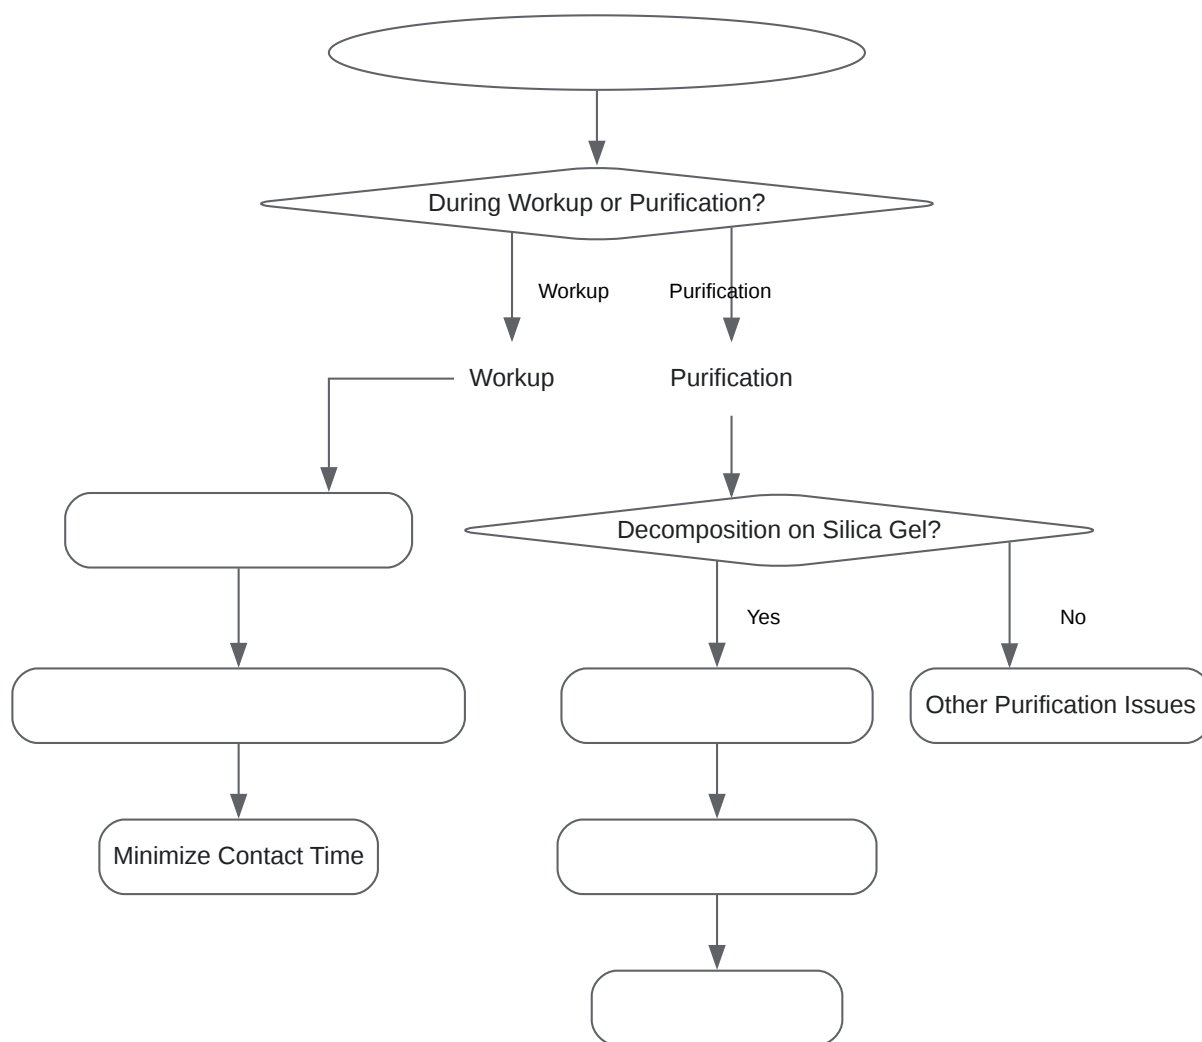 During Workup or Purification?
Workup
Purification
Workup
Purification
Decomposition on Silica Gel?
Yes
No
Other Purification Issues
Minimize Contact Time